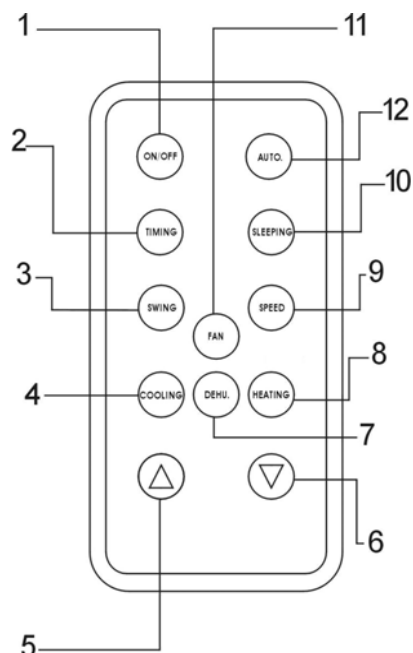 1 11
12
ON/OFF AUTO.
2 10
TIMING SLEEPING
3 9
SWING SPEED
FAN
8
4 COOLING DEHU. HEATING
7
6
5